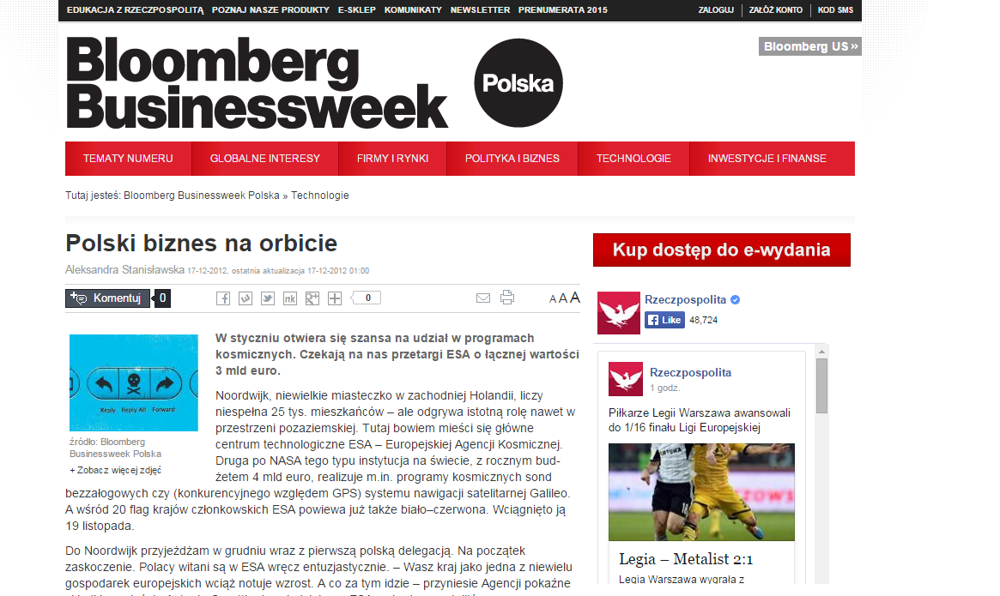 EDUKACJA Z RZECZPOSPOLITĄ POZNAJ NASZE PRODUKTY E-SKLEP KOMUNIKATY NEWSLETTER PRENUMERATA 2015 ZALOGUJ ZAŁÓŻ KONTO KOD SMS
Bloomberg
Businessweek
Polska
Bloomberg US »
TEMATY NUMERU GLOBALNE INTERESY FIRMY I RYNKI POLITYKA I BIZNES TECHNOLOGIE INWESTYCJE I FINANSE
Tutaj jesteś: Bloomberg Businessweek Polska » Technologie
Polski biznes na orbicie
Aleksandra Stanisławska 17-12-2012, ostatnia aktualizacja 17-12-2012 01:00
Komentuj 0
0
A A A
Reply Reply All Forward
źródło: Bloomberg
Businessweek Polska
+ Zobacz więcej zdjęć
W styczniu otwiera się szansa na udział w programach
kosmicznych. Czekają na nas przetargi ESA o łącznej wartości
3 mld euro.
Noordwijk, niewielkie miasteczko w zachodniej Holandii, liczy
niespełna 25 tys. mieszkańców – ale odgrywa istotną rolę nawet w
przestrzeni pozaziemskiej. Tutaj bowiem mieści się główne
centrum technologiczne ESA – Europejskiej Agencji Kosmicznej.
Druga po NASA tego typu instytucja na świecie, z rocznym bud-
żetem 4 mld euro, realizuje m.in. programy kosmicznych sond
bezzałogowych czy (konkurencyjnego względem GPS) systemu nawigacji satelitarnej Galileo.
A wśród 20 flag krajów członkowskich ESA powiewa już także biało–czerwona. Wciągnięto ją
19 listopada.
Do Noordwijk przyjeżdżam w grudniu wraz z pierwszą polską delegacją. Na początek
zaskoczenie. Polacy witani są w ESA wręcz entuzjastycznie. – Wasz kraj jako jedna z niewielu
gospodarek europejskich wciąż notuje wzrost. A co za tym idzie – przyniesie Agencji pokaźne
Kup dostęp do e-wydania
Rzeczpospolita
Like 48,724
Rzeczpospolita
1 godz.
Piłkarze Legii Warszawa awansowali
do 1/16 finału Ligi Europejskiej
Legia – Metalist 2:1
Legia Warszawa wygrała z